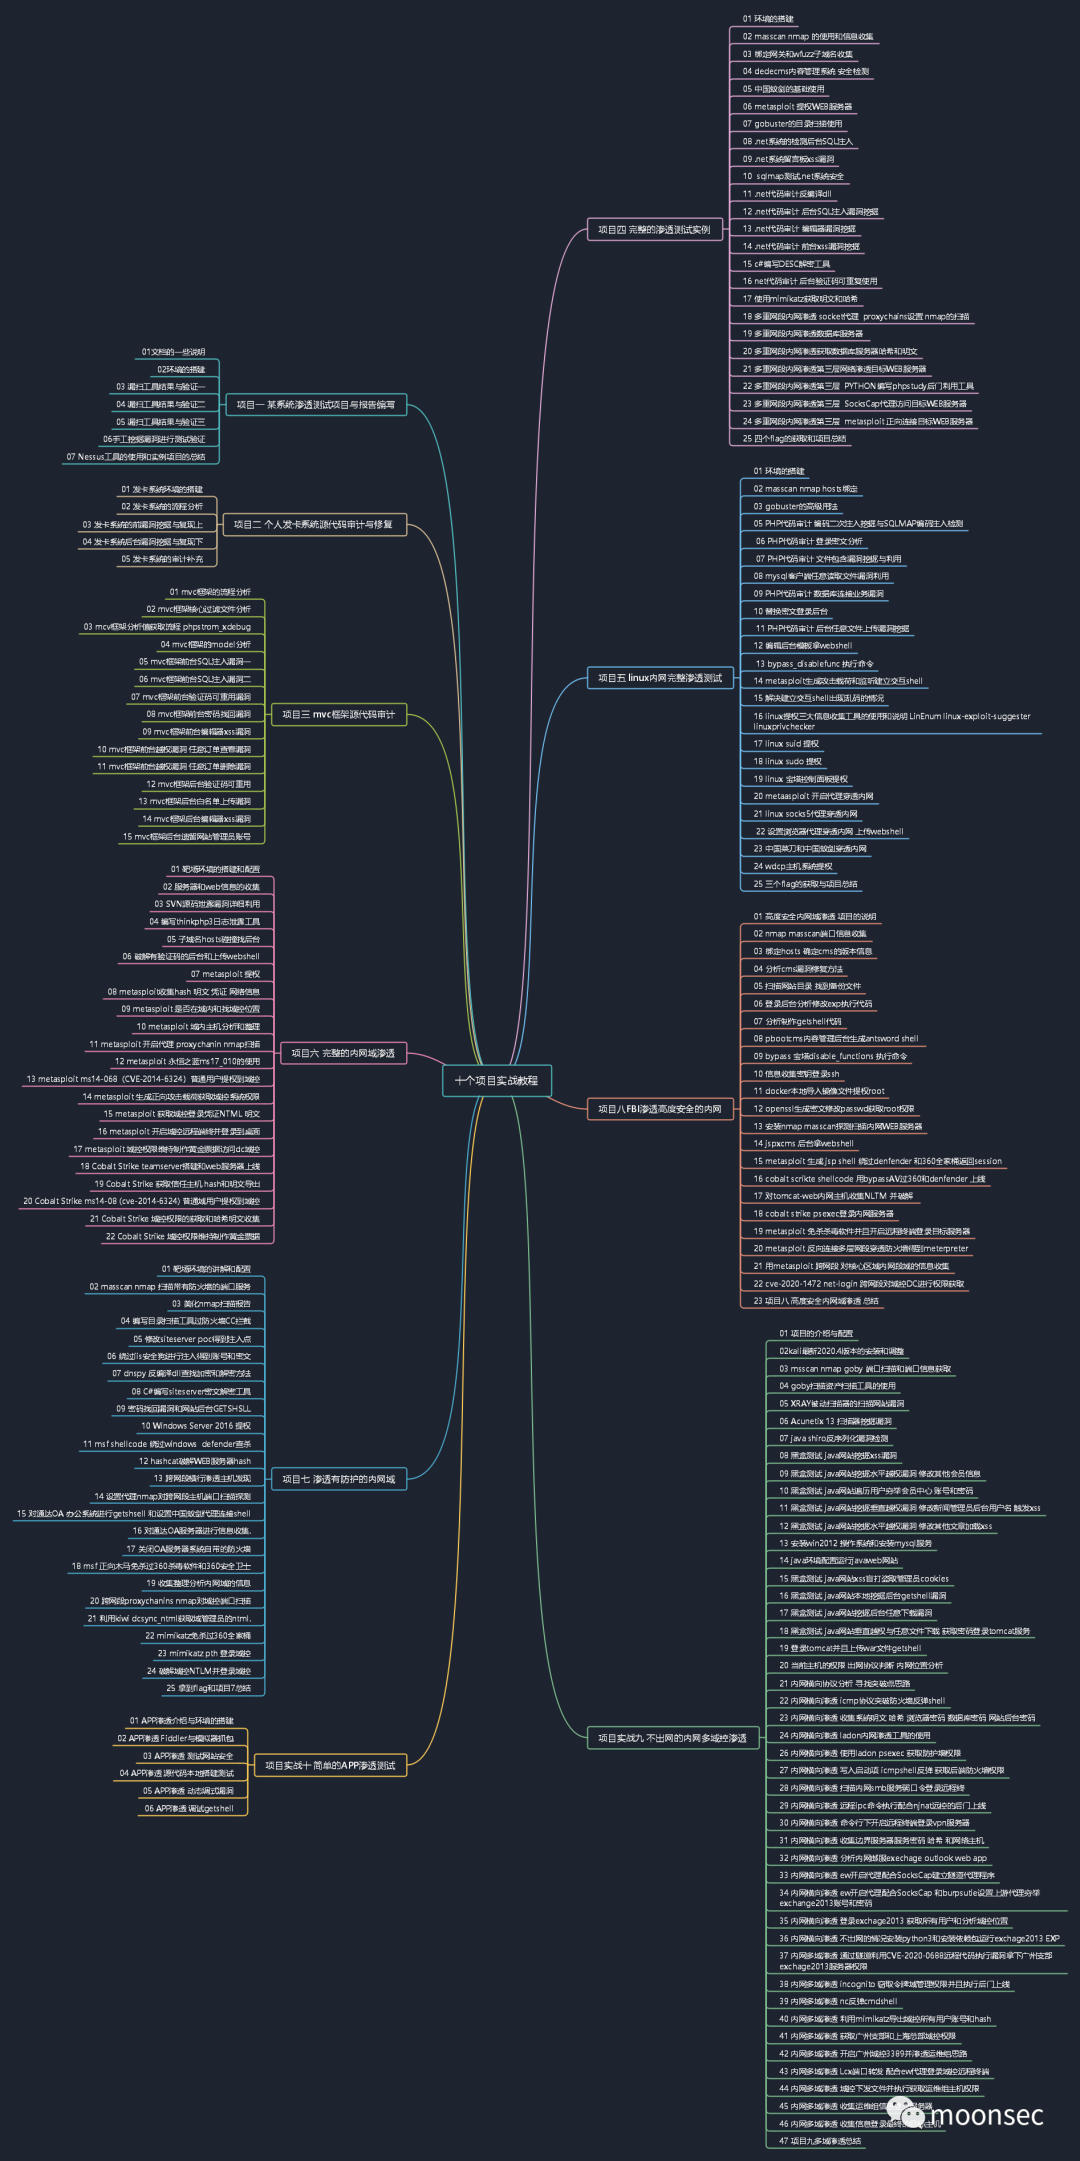 十个项目实战教程
项目一 某系统渗透测试项目与报告编写
01文档的一些说明
02环境的搭建
03 漏扫工具结果与验证一
04 漏扫工具结果与验证二
05 漏扫工具结果与验证三
06手工挖掘漏洞进行测试验证
07 Nessus工具的使用和实例项目的总结
项目二 个人发卡系统源代码审计与修复
01 发卡系统环境的搭建
02 发卡系统的流程分析
03 发卡系统的前漏洞挖掘与复现上
04 发卡系统后台漏洞挖掘与复现下
05 发卡系统的审计补充
项目三 mvc框架源代码审计
01 mvc框架的流程分析
02 mvc框架核心过滤文件分析
03 mcv框架分析值获取流程 phpstrom_xdebug
04 mvc框架的model分析
05 mvc框架前台SQL注入漏洞一
06 mvc框架前台SQL注入漏洞二
07 mvc框架前台验证码可重用漏洞
08 mvc框架前台密码找回漏洞
09 mvc框架前台编辑器xss漏洞
10 mvc框架前台越权漏洞 任意订单查看漏洞
11 mvc框架前台越权漏洞 任意订单删除漏洞
12 mvc框架后台验证码可重用
13 mvc框架后台白名单上传漏洞
14 mvc框架后台编辑器xss漏洞
15 mvc框架后台遗留网站管理员账号
项目六 完整的内网域渗透
01 靶场环境的搭建和配置
02 服务器和web信息的收集
03 SVN源码泄露漏洞详细利用
04 编写thinkphp3日志泄露工具
05 子域名hosts碰撞找后台
06 破解有验证码的后台和上传webshell
07 metasploit 提权
08 metasploit收集hash 明文 凭证 网络信息
09 metasploit 是否在域内和找域控位置
10 metasploit 域内主机分析和整理
11 metasploit 开启代理 proxychanin nmap扫描
12 metasploit 永恒之蓝ms17_010的使用
13 metasploit ms14-068（CVE-2014-6324）普通用户提权到域控
14 metasploit 生成正向攻击载荷获取域控系统权限
15 metasploit 获取域控登录凭证NTML 明文
16 metasploit 开启域控远程终端并登录到桌面
17 metasploit 域控权限维持制作黄金票据访问dc域控
18 Cobalt Strike teamserver搭建和web服务器上线
19 Cobalt Strike 获取信任主机 hash和明文导出
20 Cobalt Strike ms14-08 (cve-2014-6324) 普通域用户提权到域控
21 Cobalt Strike 域控权限的获取和哈希明文收集
22 Cobalt Strike 域控权限维持制作黄金票据
项目七 渗透有防护的内网域
01 靶场环境的讲解和配置
02 masscan nmap 扫描带有防火墙的端口服务
03 美化nmap扫描报告
04 编写目录扫描工具过防火墙CC拦截
05 修改siteserver poc得到注入点
06 绕过iis安全狗进行注入得到账号和密文
07 dnspy 反编译dll查找加密和解密方法
08 C#编写siteserver密文解密工具
09 密码找回漏洞和网站后台GETSHSLL
10 Windows Server 2016 提权
11 msf shellcode 绕过windows defender查杀
12 hashcat破解WEB服务器hash
13 跨网段横行渗透主机发现
14 设置代理nmap对跨网段主机端口扫描探测
15 对通达OA 办公系统进行getshsell 和设置中国蚁剑代理连接shell
16 对通达OA服务器进行信息收集.
17 关闭OA服务器系统自带的防火墙
18 msf 正向木马免杀过360杀毒软件和360安全卫士
19 收集整理分析内网域的信息
20 跨网段proxychanins nmap对域控端口扫描
21 利用kiwi dcsync_ntml获取域管理员的ntml.
22 mimikatz免杀过360全家桶
23 mimikatz pth 登录域控
24 破解域控NTLM并登录域控
25 拿到flag和项目7总结
项目实战十 简单的APP渗透测试
01 APP渗透介绍与环境的搭建
02 APP渗透 Fiddler与模拟器抓包
03 APP渗透 测试网站安全
04 APP渗透 源代码本地搭建测试
05 APP渗透 动态调式漏洞
06 APP渗透 调试getshell
项目四 完整的渗透测试实例
01 环境的搭建
02 masscan nmap 的使用和信息收集
03 绑定网关和wfuzz子域名收集
04 dedecms内容管理系统 安全检测
05 中国蚁剑的基础使用
06 metasploit 提权WEB服务器
07 gobuster的目录扫描使用
08 .net系统的检测后台SQL注入
09 .net系统留言板xss漏洞
10 sqlmap测试.net系统安全
11 .net代码审计反编译dll
12 .net代码审计 后台SQL注入漏洞挖掘
13 .net代码审计 编辑器漏洞挖掘
14 .net代码审计 前台xss漏洞挖掘
15 c#编写DESC解密工具
16 net代码审计 后台验证码可重复使用
17 使用mimikatz获取明文和哈希
18 多重网段内网渗透 socket代理 proxychains设置 nmap的扫描
19 多重网段内网渗透数据库服务器
20 多重网段内网渗透获取数据库服务器哈希和明文
21 多重网段内网渗透第三层网络渗透目标WEB服务器
22 多重网段内网渗透第三层 PYTHON 编写phpstudy后门利用工具
23 多重网段内网渗透第三层 SocksCap代理访问目标WEB服务器
24 多重网段内网渗透第三层 metasploit 正向连接目标WEB服务器
25 四个flag的获取和项目总结
项目五 linux内网完整渗透测试
01 环境的搭建
02 masscan nmap hosts绑定
03 gobuster的高级用法
05 PHP代码审计 编码二次注入挖掘与SQLMAP编码注入检测
06 PHP代码审计 登录密文分析
07 PHP代码审计 文件包含漏洞挖掘与利用
08 mysql客户端任意读取文件漏洞利用
09 PHP代码审计 数据库连接业务漏洞
10 替换密文登录后台
11 PHP代码审计 后台任意文件上传漏洞挖掘
12 编辑后台模板拿webshell
13 bypass_disablefunc 执行命令
14 metasploit生成攻击载荷和监听建立交互shell
15 解决建立交互shell出现乱码的情况
16 linux提权三大信息收集工具的使用和说明 LinEnum linux-exploit-suggester
linuxprivchecker
17 linux suid 提权
18 linux sudo 提权
19 linux 宝塔控制面板提权
20 metaasploit 开启代理穿透内网
21 linux socks5代理穿透内网
22 设置浏览器代理穿透内网 上传webshell
23 中国菜刀和中国蚁剑穿透内网
24 wdcp主机系统提权
25 三个flag的获取与项目总结
项目八FBI渗透高度安全的内网
01 高度安全内网域渗透 项目的说明
02 nmap masscan端口信息收集
03 绑定hosts 确定cms的版本信息
04 分析cms漏洞修复方法
05 扫描网站目录 找到备份文件
06 登录后台分析修改exp执行代码
07 分析制作getshell代码
08 pbootcms内容管理后台生成antsword shell
09 bypass 宝塔disable_functions 执行命令
10 信息收集密钥登录ssh
11 docker本地导入镜像文件提权root
12 openssl生成密文修改passwd获取root权限
13 安装nmap masscan探测扫描内网WEB服务器
14 jspxcms 后台拿webshell
15 metasploit 生成 jsp shell 绕过denfender 和360全家桶返回session
16 cobalt scrikte shellcode 用bypassAV过360和denfender 上线
17 对tomcat-web内网主机收集NLTM 并破解
18 cobalt strike psexec登录内网服务器
19 metasploit 免杀杀毒软件并且开启远程终端登录目标服务器
20 metasploit 反向连接多层网段穿透防火墙得到meterpreter
21 用metasploit 跨网段 对核心区域内网网段域的信息收集
22 cve-2020-1472 net-login 跨网段对域控DC进行权限获取
23 项目八 高度安全内网域渗透 总结
项目实战九 不出网的内网多域控渗透
01 项目的介绍与配置
02kali最新2020.4版本的安装和调整
03 msscan nmap goby 端口扫描和端口信息获取
04 goby扫描资产扫描工具的使用
05 XRAY被动扫描器的扫描网站漏洞
06 Acunetix 13 扫描器挖掘漏洞
07 java shiro反序列化漏洞检测
08 黑盒测试 java网站挖掘xss漏洞
09 黑盒测试 java网站挖掘水平越权漏洞 修改其他会员信息
10 黑盒测试 java网站遍历用户穷举会员中心 账号和密码
11 黑盒测试 java网站挖掘垂直越权漏洞 修改新闻管理员后台用户名 触发xss
12 黑盒测试 java网站挖掘水平越权漏洞 修改其他文章加载xss
13 安装win2012 操作系统和安装mysql服务
14 java环境配置运行javaweb网站
15 黑盒测试 java网站xss盲打盗取管理员cookies
16 黑盒测试 java网站本地挖掘后台getshell漏洞
17 黑盒测试 java网站挖掘后台任意下载漏洞
18 黑盒测试 java网站垂直越权与任意文件下载 获取密码登录tomcat服务
19 登录tomcat并且上传war文件getshell
20 当前主机的权限 出网协议判断 内网位置分析
21 内网横向协议分析 寻找突破点思路
22 内网横向渗透 icmp协议突破防火墙反弹shell
23 内网横向渗透 收集系统明文 哈希 浏览器密码 数据库密码 网站后台密码
24 内网横向渗透 ladon内网渗透工具的使用
26 内网横向渗透 使用ladon psexec 获取防护墙权限
27 内网横向渗透 写入启动项 icmpshell反弹 获取后端防火墙权限
28 内网横向渗透 扫描内网smb服务弱口令登录远程终
29 内网横向渗透 远程ipc命令执行配合njnat远控的后门上线
30 内网横向渗透 命令行下开启远程终端登录vpn服务器
31 内网横向渗透 收集边界服务器服务密码 哈希 和网络主机
32 内网横向渗透 分析内网邮服exechage outlook web app
33 内网横向渗透 ew开启代理配合SocksCap建立隧道代理程序
34 内网横向渗透 ew开启代理配合SocksCap 和burpsutie设置上游代理穷举
exchange2013账号和密码
35 内网横向渗透 登录exchage2013 获取所有用户和分析域控位置
36 内网横向渗透 不出网的情况安装python3和安装依赖包运行exchage2013 EXP
37 内网多域渗透 通过隧道利用CVE-2020-0688远程代码执行漏洞拿下广州支部
exchage2013服务器权限
38 内网多域渗透 incognito 窃取令牌域管理权限并且执行后门上线
39 内网多域渗透 nc反弹cmdshell
40 内网多域渗透 利用mimikatz导出域控所有用户账号和hash
41 内网多域渗透 获取广州支部和上海总部域控权限
42 内网多域渗透 开启广州域控3389并渗透运维组思路
43 内网多域渗透 Lcx端口转发 配合ew代理登录域控远程终端
44 内网多域渗透 域控下发文件并执行获取运维组主机权限
45 内网多域渗透 收集运维组信
46 内网多域渗透 收集信息登录最终
47 项目九多域渗透总结
moonsec